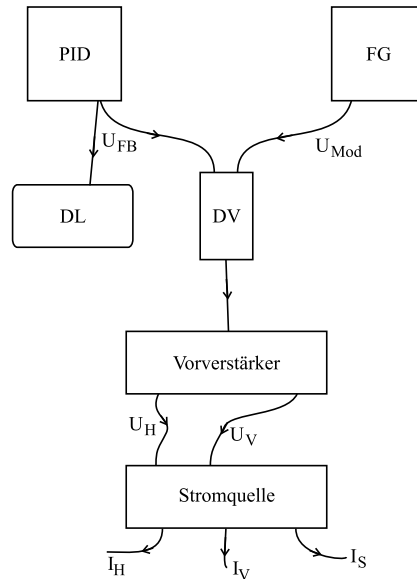 PID
FG
U_FB
U_Mod
DL
DV
Vorverstärker
U_H
U_V
Stromquelle
I_H
I_V
I_S